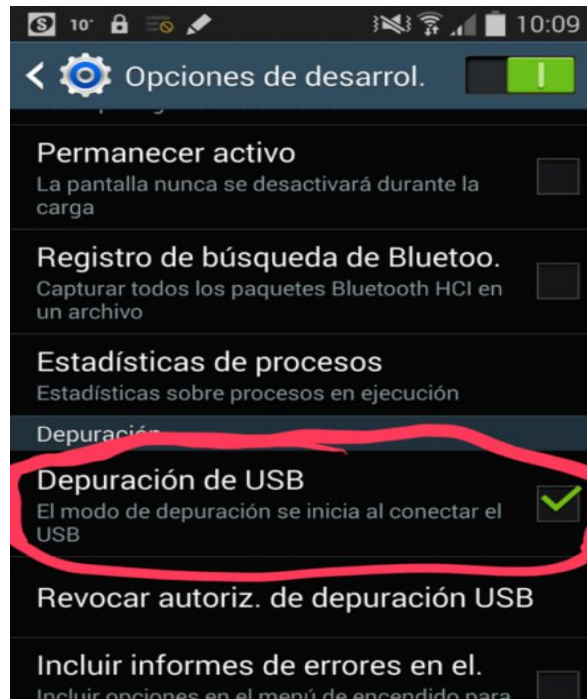 S 10° 10:09
Opciones de desarrol.
Permanecer activo
La pantalla nunca se desactivará durante la
carga
Registro de búsqueda de Bluetoo.
Capturar todos los paquetes Bluetooth HCI en
un archivo
Estadísticas de procesos
Estadísticas sobre procesos en ejecución
Depuración
Depuración de USB
El modo de depuración se inicia al conectar el
USB
Revocar autoriz. de depuración USB
Incluir informes de errores en el.
Incluir opciones en el menú de encendido para